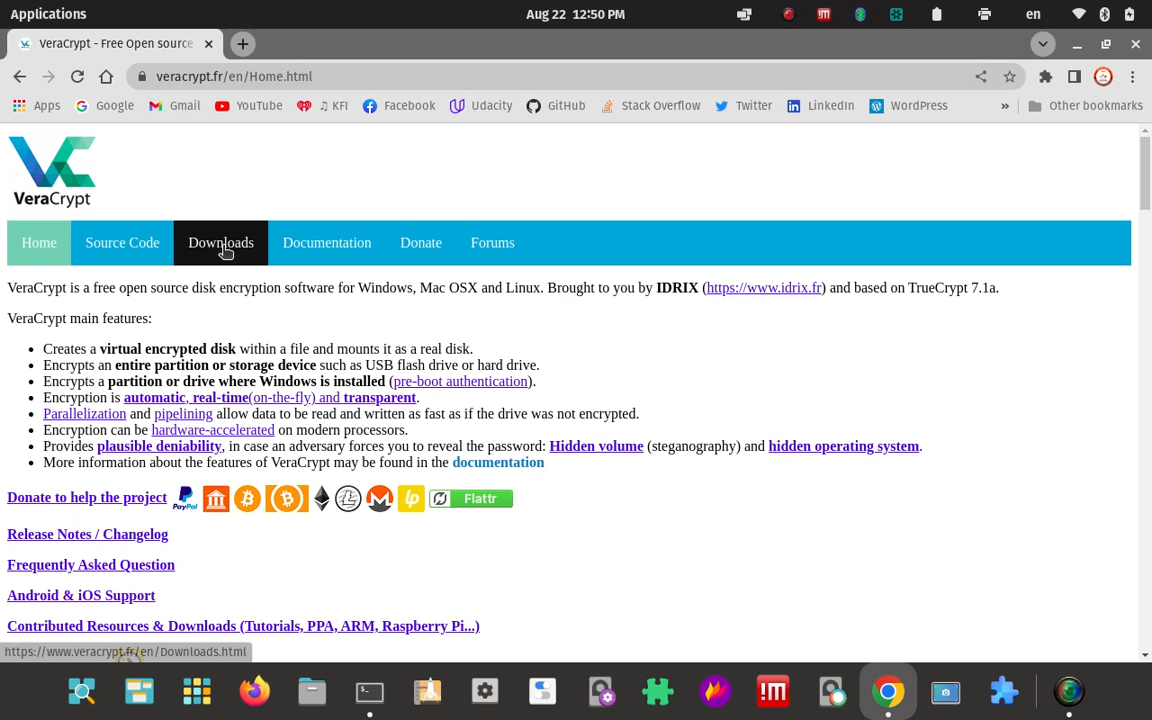 Applications
Aug 22 12:50 PM
en
VeraCrypt - Free Open source
veracrypt.fr/en/Home.html
Apps Google Gmail YouTube ♫ KFI Facebook Udacity GitHub Stack Overflow Twitter LinkedIn WordPress » Other bookmarks
VeraCrypt
Home Source Code Downloads Documentation Donate Forums
VeraCrypt is a free open source disk encryption software for Windows, Mac OSX and Linux. Brought to you by IDRIX (https://www.idrix.fr) and based on TrueCrypt 7.1a.
VeraCrypt main features:
• Creates a virtual encrypted disk within a file and mounts it as a real disk.
• Encrypts an entire partition or storage device such as USB flash drive or hard drive.
• Encrypts a partition or drive where Windows is installed (pre-boot authentication).
• Encryption is automatic, real-time(on-the-fly) and transparent.
• Parallelization and pipelining allow data to be read and written as fast as if the drive was not encrypted.
• Encryption can be hardware-accelerated on modern processors.
• Provides plausible deniability, in case an adversary forces you to reveal the password: Hidden volume (steganography) and hidden operating system.
• More information about the features of VeraCrypt may be found in the documentation
Donate to help the project PayPal lp Flattr
Release Notes / Changelog
Frequently Asked Question
Android & iOS Support
Contributed Resources & Downloads (Tutorials, PPA, ARM, Raspberry Pi...)
https://www.veracrypt.fr/en/Downloads.html